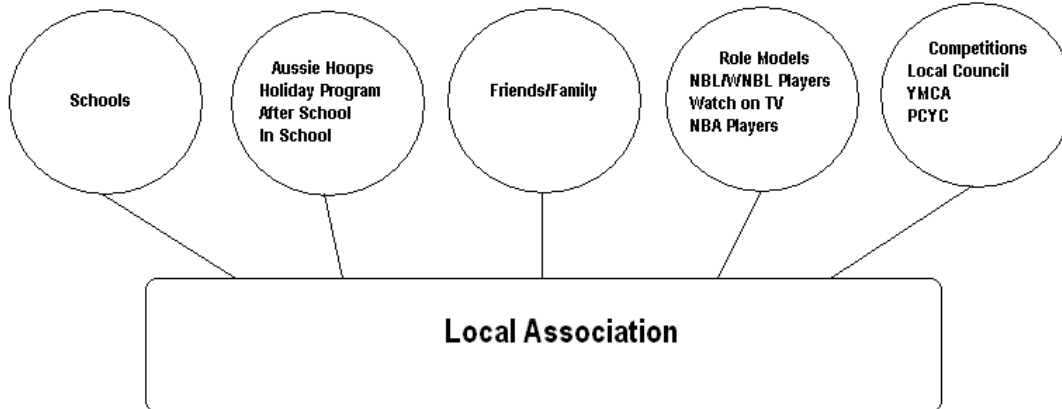 Schools
Aussie Hoops
Holiday Program
After School
In School
Friends/Family
Role Models
NBL/WNBL Players
Watch on TV
NBA Players
Competitions
Local Council
YMCA
PCYC
Local Association